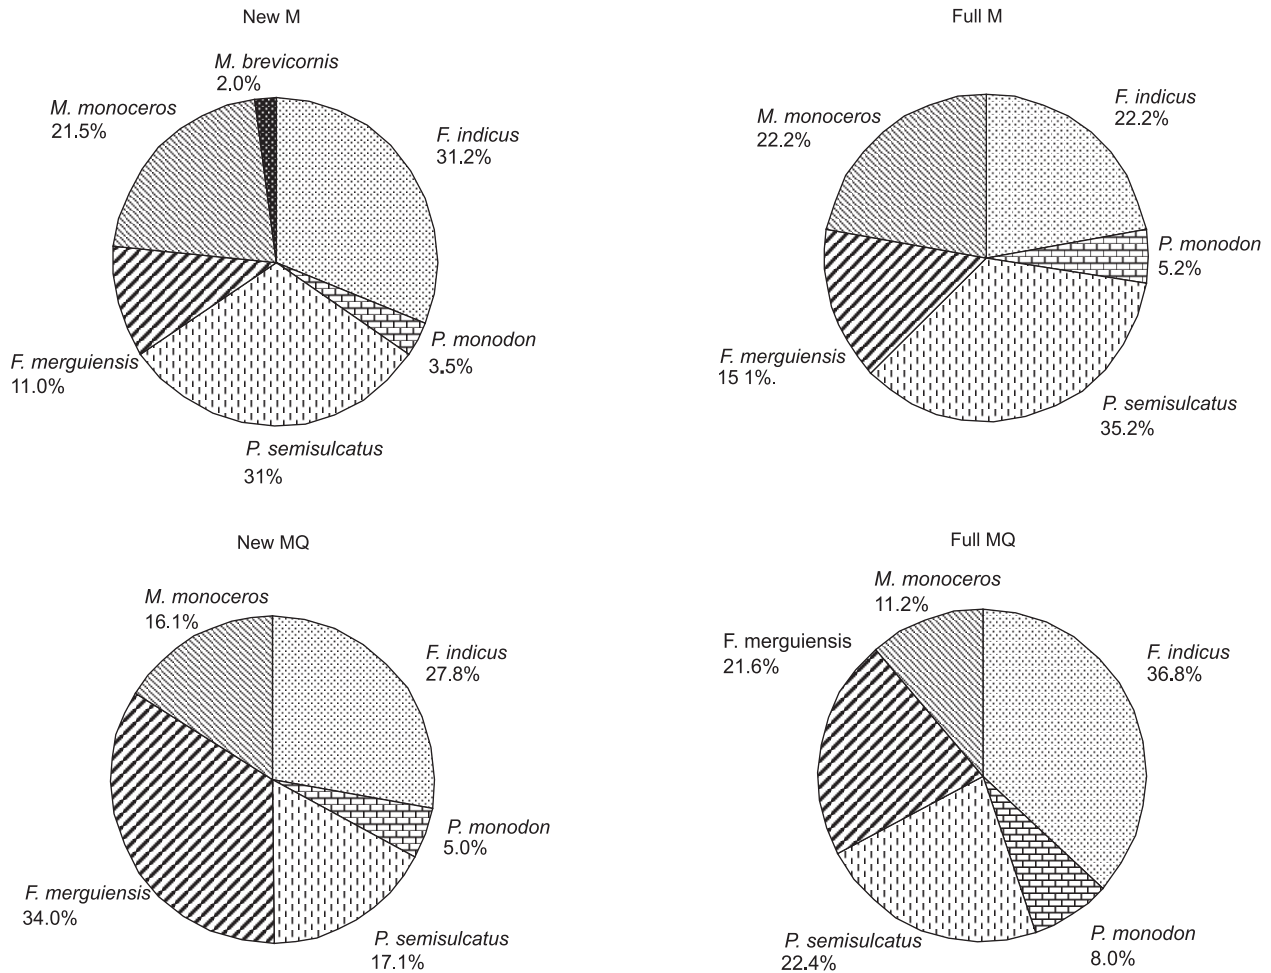 New M
M. brevicornis
2.0%
M. monoceros
21.5%
F. indicus
31.2%
P. monodon
3.5%
F. merguiensis
11.0%
P. semisulcatus
31%
Full M
M. monoceros
22.2%
F. indicus
22.2%
P. monodon
5.2%
F. merguiensis
15 1%.
P. semisulcatus
35.2%
New MQ
M. monoceros
16.1%
F. indicus
27.8%
P. monodon
5.0%
F. merguiensis
34.0%
P. semisulcatus
17.1%
Full MQ
M. monoceros
11.2%
F. merguiensis
21.6%
F. indicus
36.8%
P. monodon
8.0%
P. semisulcatus
22.4%